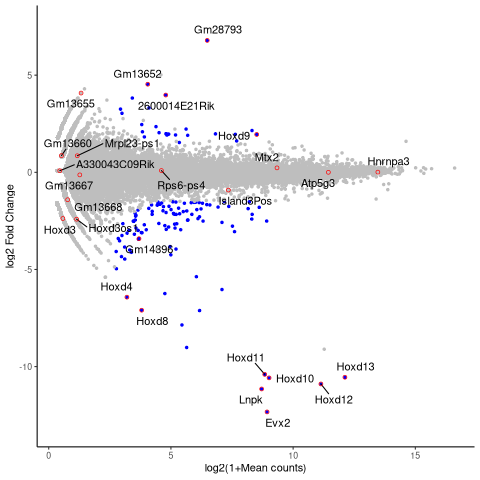 Gm28793
Gm13652
Gm13655
2600014E21Rik
Hoxd9
Gm13660
Mrpl23-ps1
Mtx2
Hnrnpa3
A330043C09Rik
Atp5g3
Gm13667
Rps6-ps4
Island3Pos
Gm13668
Hoxd3
Hoxd3os1
Gm14396
Hoxd4
Hoxd8
Hoxd11
Hoxd10
Hoxd13
Lnpk
Hoxd12
Evx2
5
0
-5
-10
0
5
10
15
log2 Fold Change
log2(1+Mean counts)